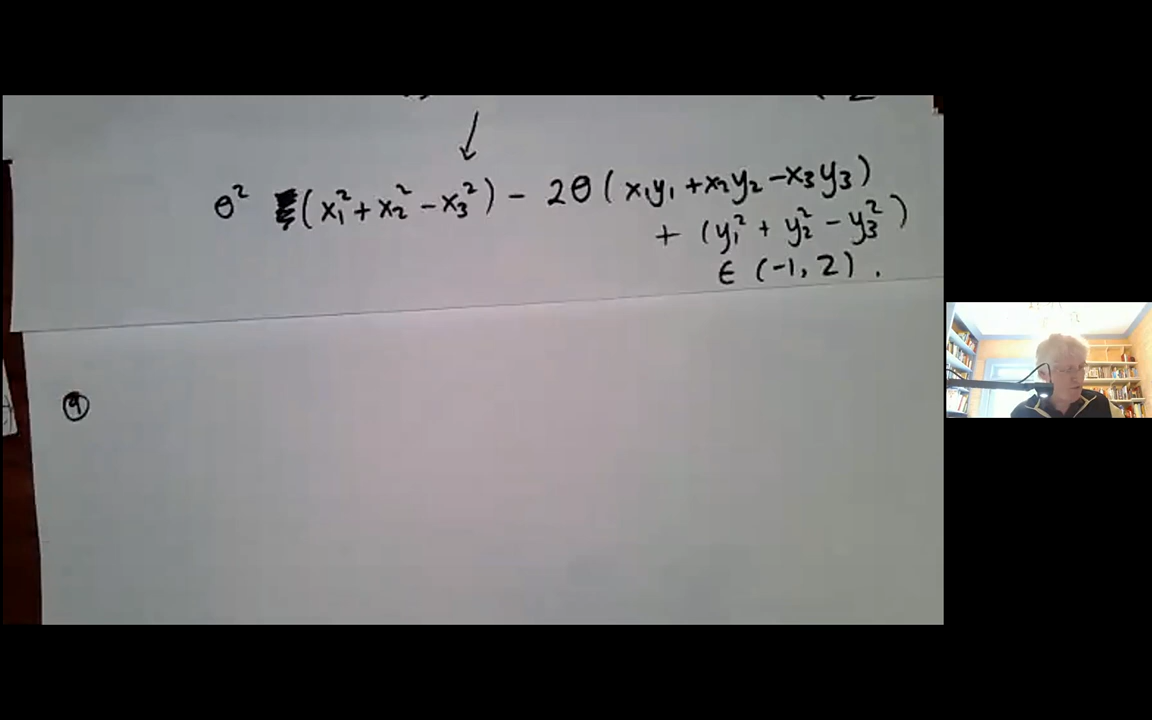 ↓
θ² (x₁² + x₂² − x₃²) − 2θ (x₁y₁ + x₂y₂ − x₃y₃)
+ (y₁² + y₂² − y₃²)
∈ (−1, 2) .
④